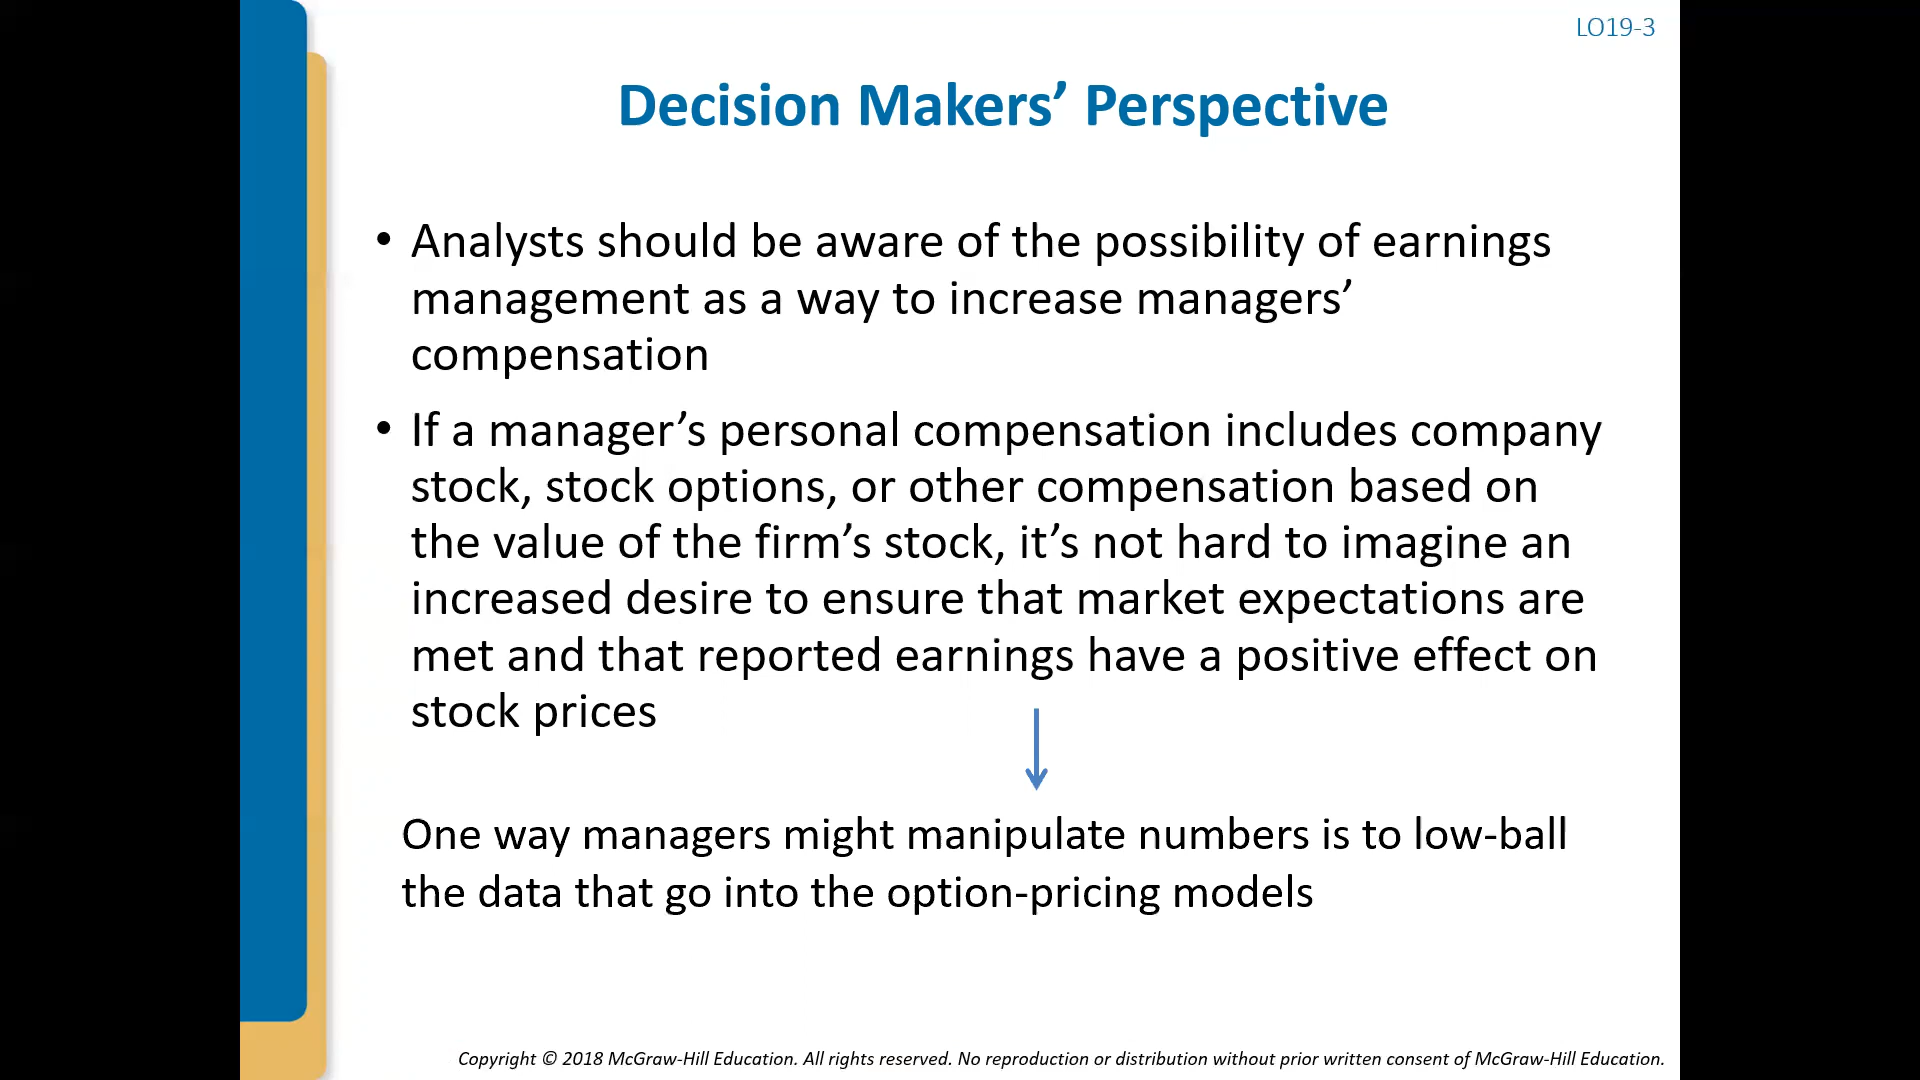 LO19-3
Decision Makers’ Perspective
• Analysts should be aware of the possibility of earnings
management as a way to increase managers’
compensation
• If a manager’s personal compensation includes company
stock, stock options, or other compensation based on
the value of the firm’s stock, it’s not hard to imagine an
increased desire to ensure that market expectations are
met and that reported earnings have a positive effect on
stock prices
One way managers might manipulate numbers is to low-ball
the data that go into the option-pricing models
Copyright © 2018 McGraw-Hill Education. All rights reserved. No reproduction or distribution without prior written consent of McGraw-Hill Education.